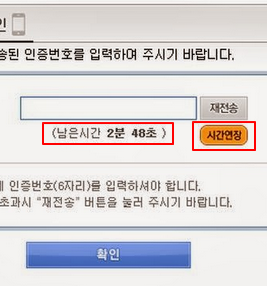 인
송된 인증번호를 입력하여 주시기 바랍니다.
재전송
(남은시간 2분 48초 )
시간연장
에 인증번호(6자리)를 입력하셔야 합니다.
초과시 “재전송” 버튼을 눌러 주시기 바랍니다.
확인